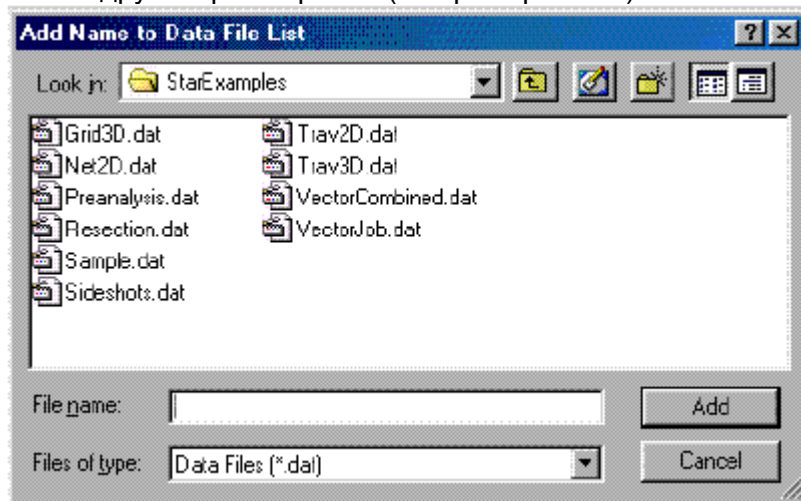 Add Name to Data File List
Look in: StarExamples
Grid3D.dat
Net2D.dat
Preanalysis.dat
Resection.dat
Sample.dat
Sideshots.dat
Trav2D.dat
Trav3D.dat
VectorCombined.dat
VectorJob.dat
File name:
Add
Files of type: Data Files (*.dat)
Cancel